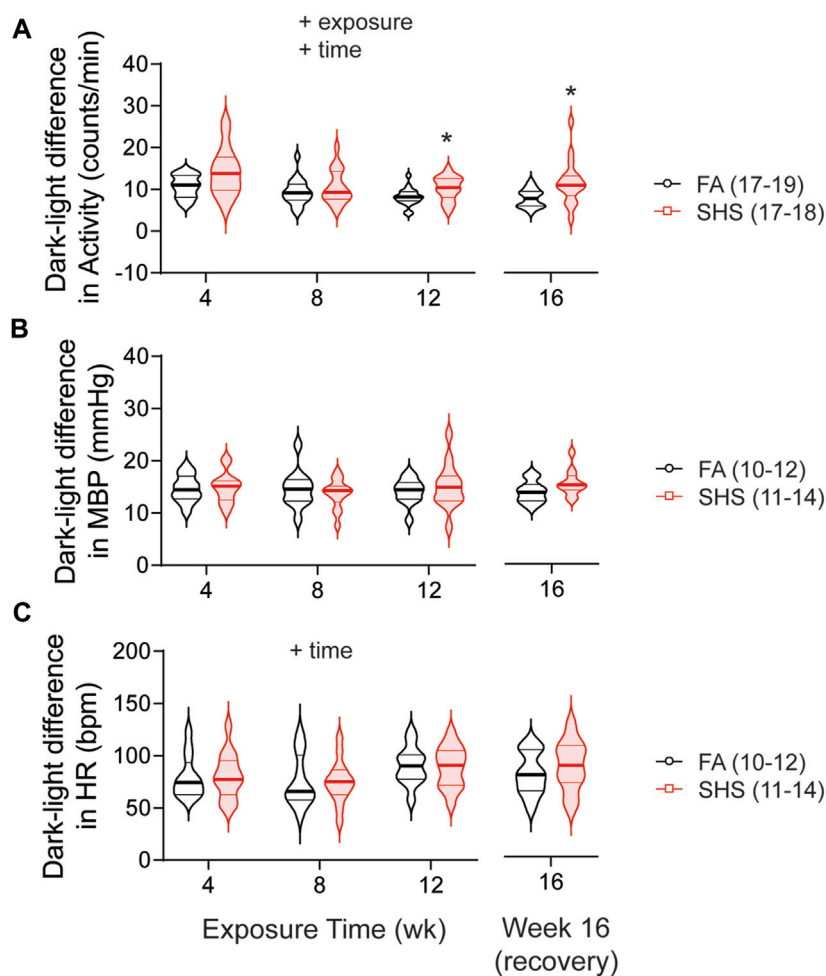 A
+ exposure
+ time
Dark-light difference
in Activity (counts/min)
40
30
20
10
0
-10
*
*
4
8
12
16
FA (17-19)
SHS (17-18)
B
Dark-light difference
in MBP (mmHg)
40
30
20
10
0
4
8
12
16
FA (10-12)
SHS (11-14)
C
+ time
Dark-light difference
in HR (bpm)
200
150
100
50
0
4
8
12
16
FA (10-12)
SHS (11-14)
Exposure Time (wk)
Week 16
(recovery)